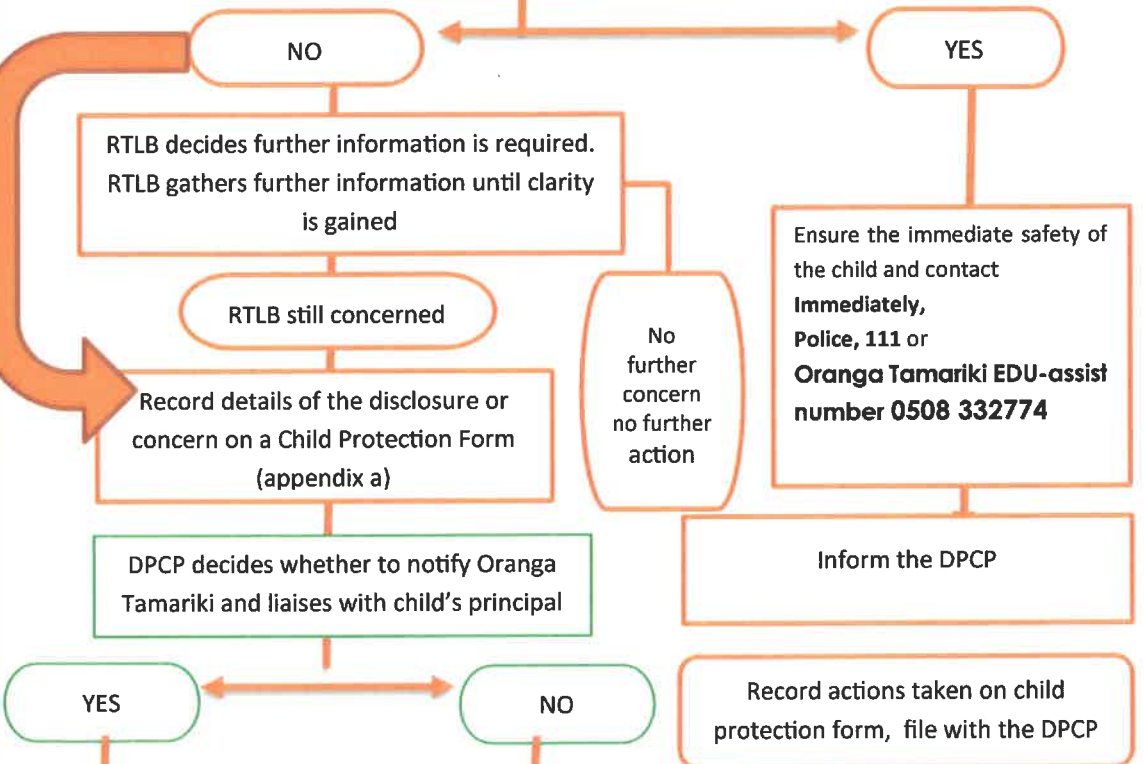 NO
YES
RTLB decides further information is required.
RTLB gathers further information until clarity
is gained
RTLB still concerned
No
further
concern
no further
action
Record details of the disclosure or
concern on a Child Protection Form
(appendix a)
DPCP decides whether to notify Oranga
Tamariki and liaises with child's principal
YES
NO
Ensure the immediate safety of
the child and contact
Immediately,
Police, 111 or
Oranga Tamariki EDU-assist
number 0508 332774
Inform the DPCP
Record actions taken on child
protection form, file with the DPCP